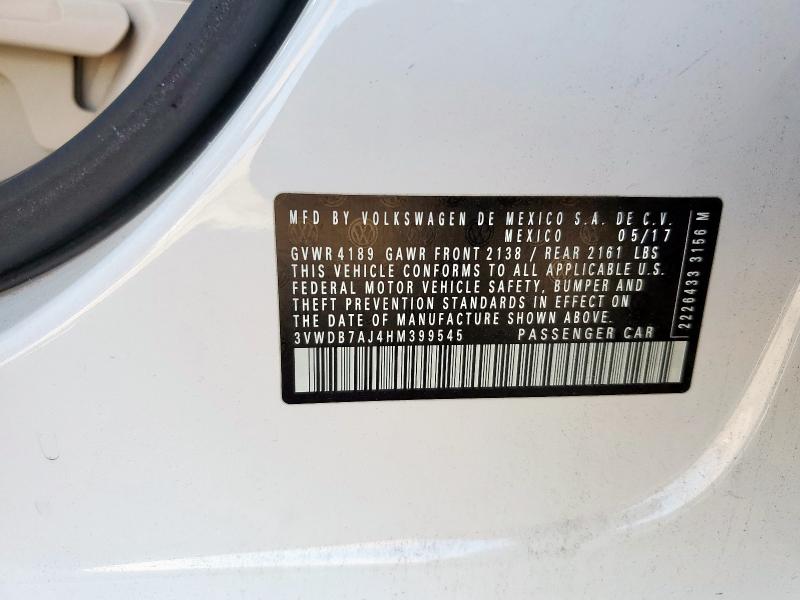 MFD BY VOLKSWAGEN DE MEXICO S.A. DE C.V.
MEXICO 05/17
GVWR 4189 GAWR FRONT 2138 / REAR 2161 LBS
THIS VEHICLE CONFORMS TO ALL APPLICABLE U.S.
FEDERAL MOTOR VEHICLE SAFETY, BUMPER AND
THEFT PREVENTION STANDARDS IN EFFECT ON
THE DATE OF MANUFACTURE SHOWN ABOVE.
3VWDB7AJ4HM399545 PASSENGER CAR
2226433 3156 M